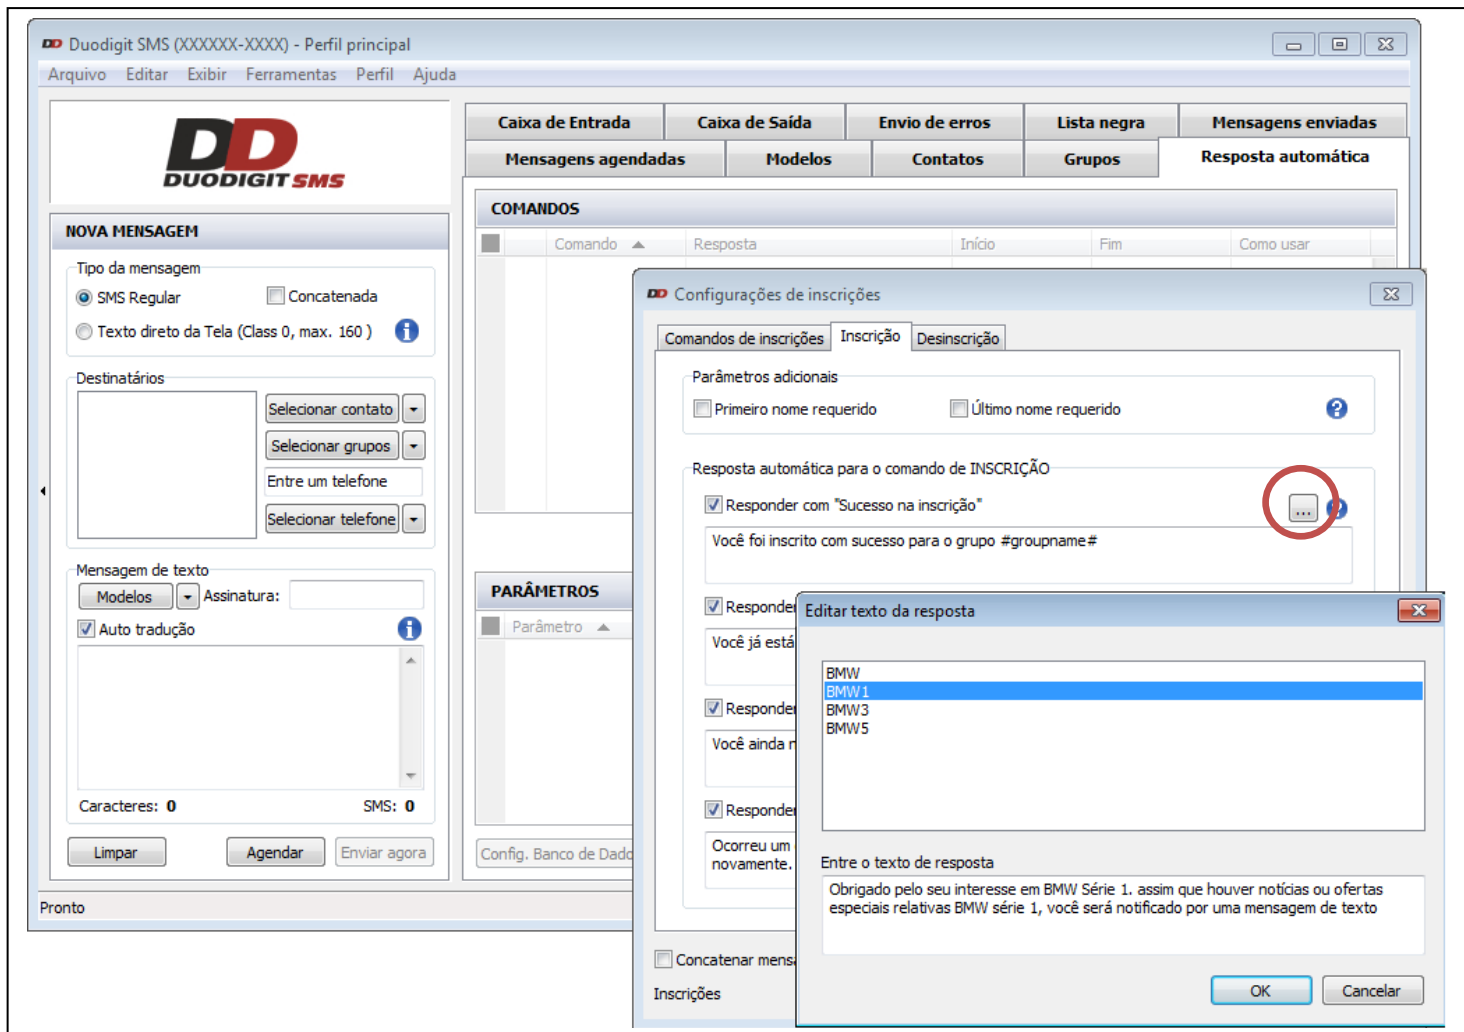 Duodigit SMS (XXXXXX-XXXX) - Perfil principal
Arquivo Editar Exibir Ferramentas Perfil Ajuda
DD
DUODIGIT SMS
Caixa de Entrada Caixa de Saída Envio de erros Lista negra Mensagens enviadas
Mensagens agendadas Modelos Contatos Grupos Resposta automática
NOVA MENSAGEM
Tipo da mensagem
SMS Regular Concatenada
Texto direto da Tela (Class 0, max. 160 )
Destinatários
Selecionar contato
Selecionar grupos
Entre um telefone
Selecionar telefone
Mensagem de texto
Modelos Assinatura:
Auto tradução
Caracteres: 0 SMS: 0
Limpar Agendar Enviar agora
Pronto
COMANDOS
Comando Resposta Início Fim Como usar
PARÂMETROS
Parâmetro
Config. Banco de Dado
Configurações de inscrições
Comandos de inscrições Inscrição Desinscrição
Parâmetros adicionais
Primeiro nome requerido Último nome requerido
Resposta automática para o comando de INSCRIÇÃO
Responder com "Sucesso na inscrição" ...
Você foi inscrito com sucesso para o grupo #groupname#
Responder
Você já está
Responder
Você ainda n
Responder
Ocorreu um
novamente.
Concatenar mensa
Inscrições
Editar texto da resposta
BMW
BMW1
BMW3
BMW5
Entre o texto de resposta
Obrigado pelo seu interesse em BMW Série 1. assim que houver notícias ou ofertas
especiais relativas BMW série 1, você será notificado por uma mensagem de texto
OK Cancelar